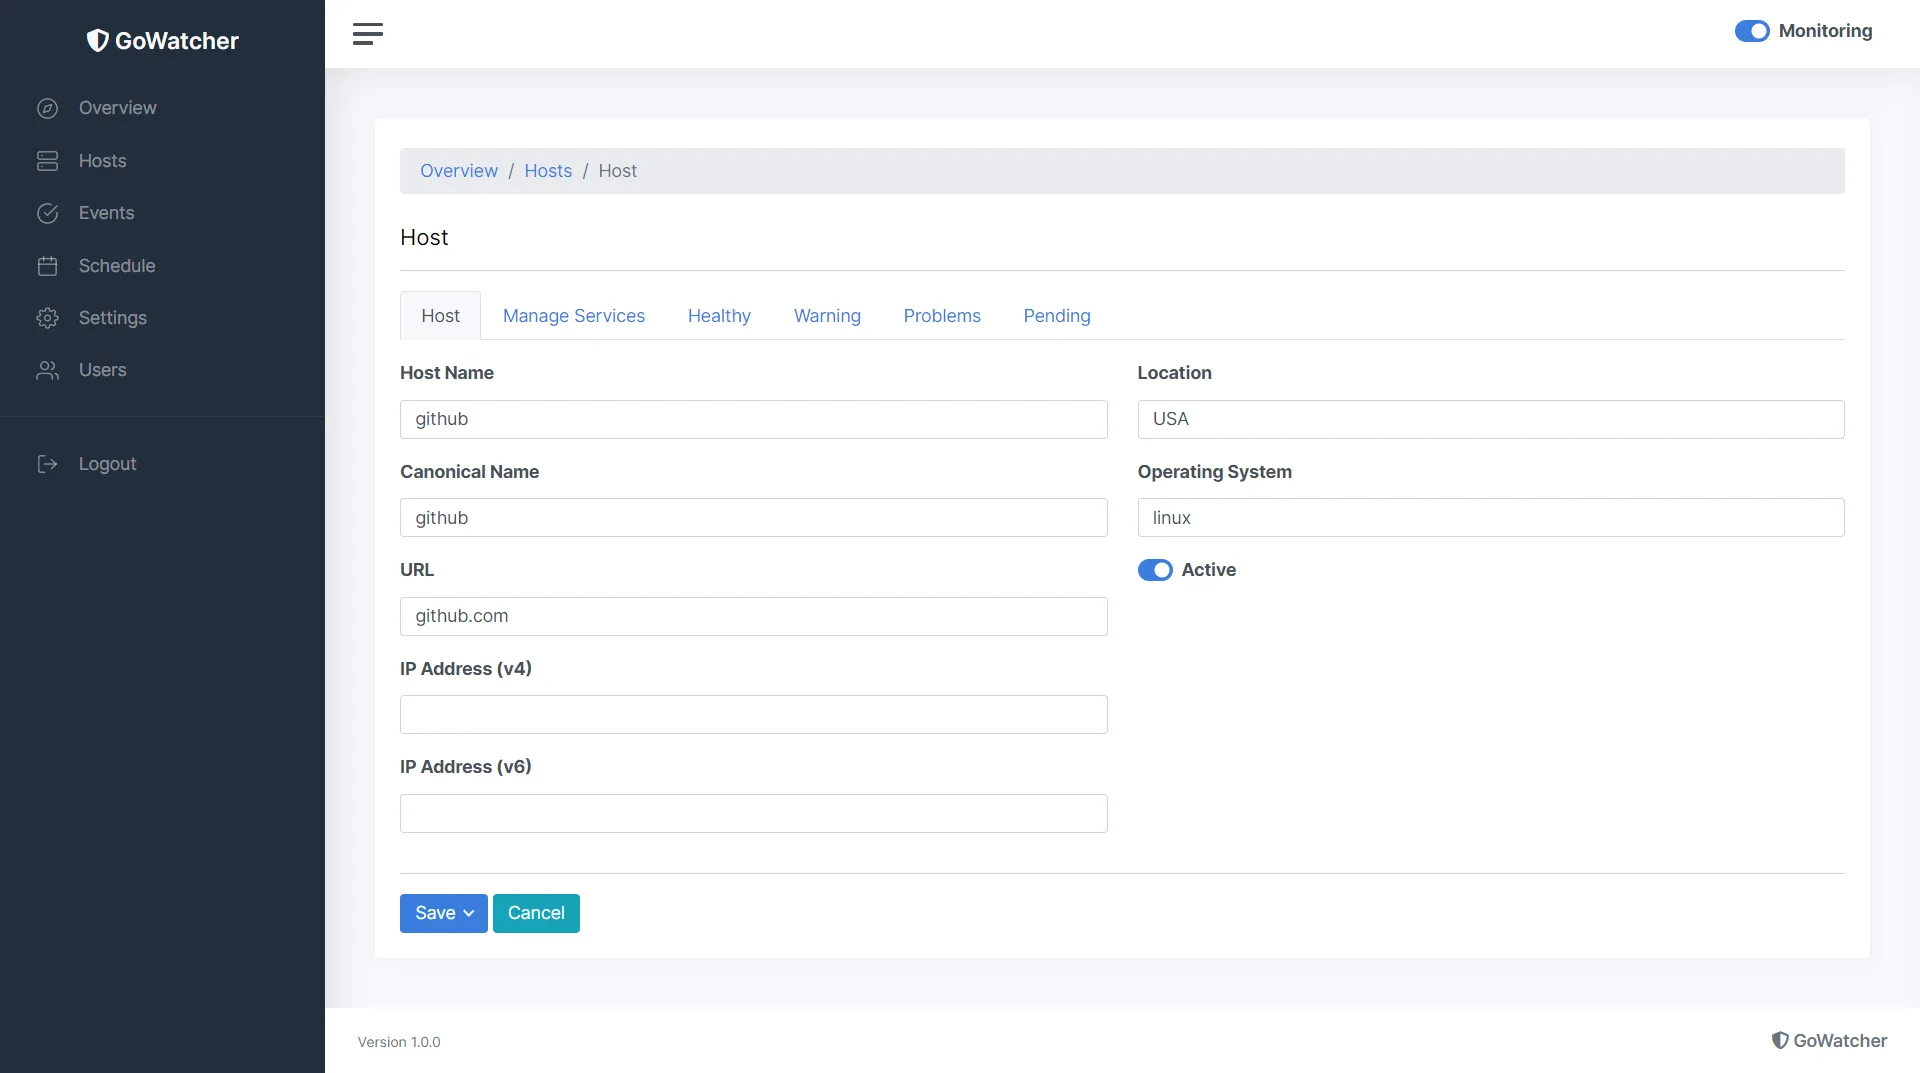 GoWatcher
Overview
Hosts
Events
Schedule
Settings
Users
Logout
Monitoring
Overview / Hosts / Host
Host
Host Manage Services Healthy Warning Problems Pending
Host Name
github
Canonical Name
github
URL
github.com
IP Address (v4)
IP Address (v6)
Location
USA
Operating System
linux
Active
Save Cancel
Version 1.0.0
GoWatcher